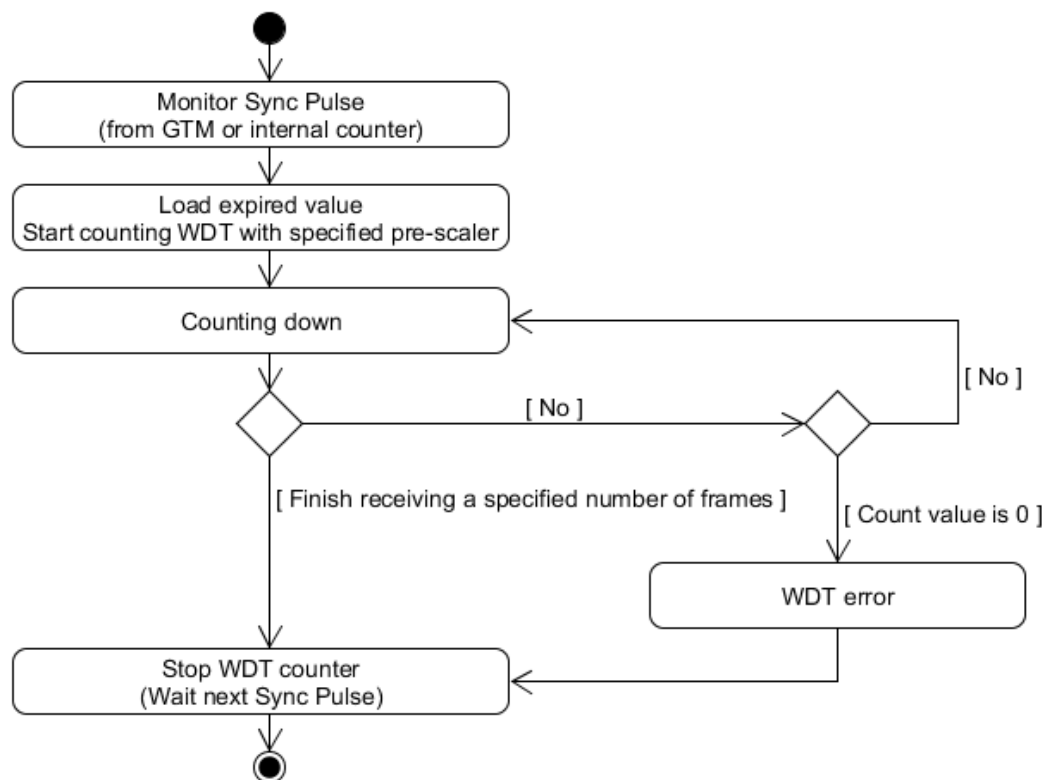 Monitor Sync Pulse
(from GTM or internal counter)
Load expired value
Start counting WDT with specified pre-scaler
Counting down
[ No ]
[ No ]
[ Finish receiving a specified number of frames ]
[ Count value is 0 ]
WDT error
Stop WDT counter
(Wait next Sync Pulse)